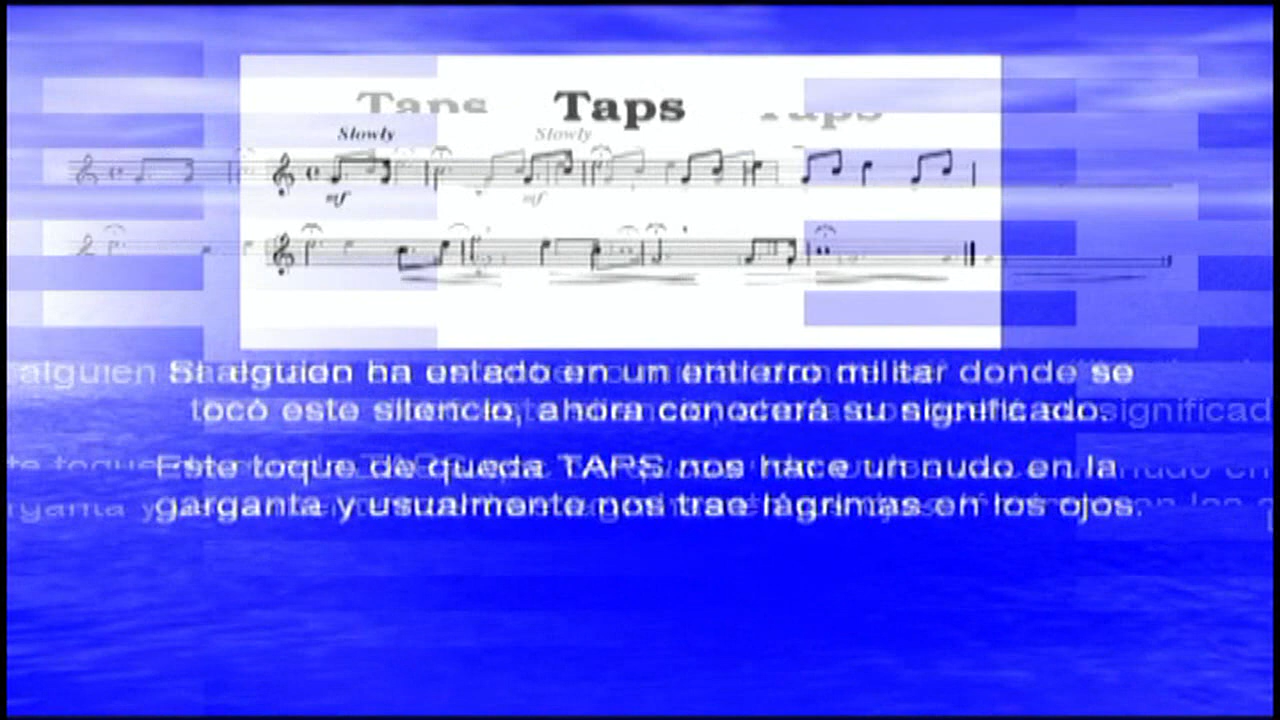 Taps
Slowly
mf
Si alguien ha estado en un entierro militar donde se
tocó este silencio, ahora conocerá su significado.
Este toque de queda TAPS nos hace un nudo en la
garganta y usualmente nos trae lágrimas en los ojos.